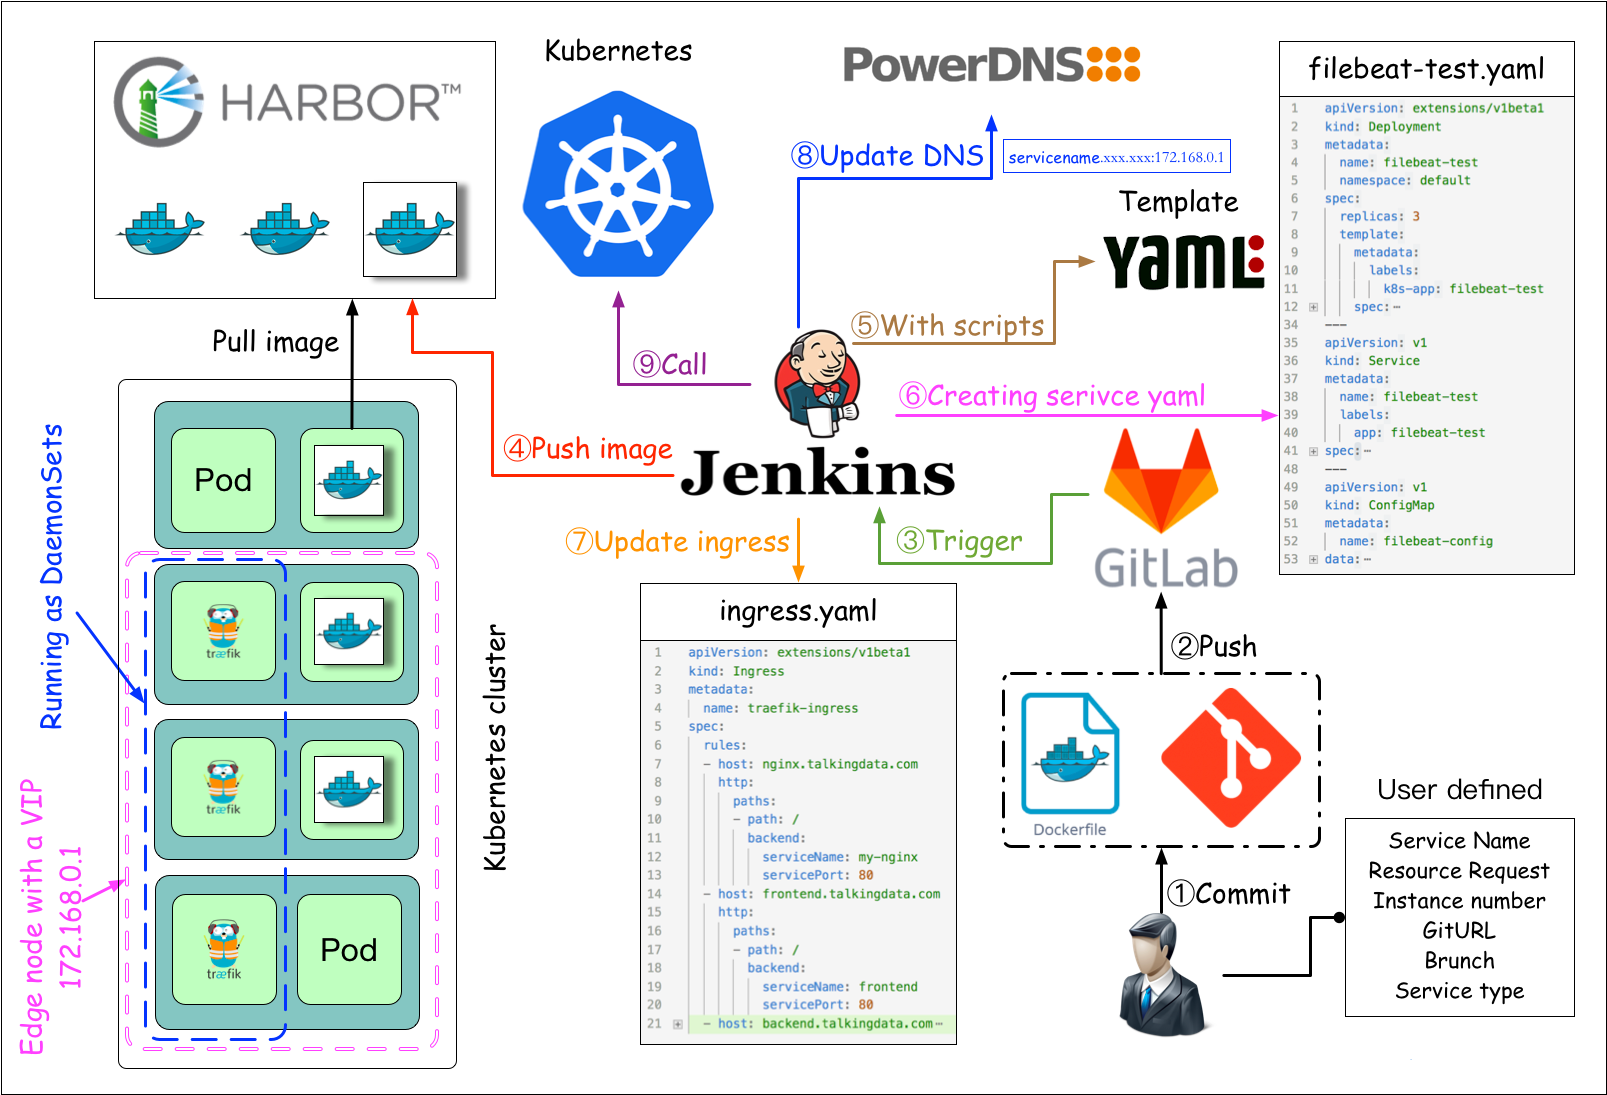 HARBOR™
Kubernetes
PowerDNS
⑧Update DNS
servicename.xxx.xxx:172.168.0.1
Template
YAML
⑤With scripts
Pull image
⑨Call
⑥Creating serivce yaml
④Push image
Jenkins
⑦Update ingress
③Trigger
GitLab
②Push
Dockerfile
①Commit
User defined
Service Name
Resource Request
Instance number
GitURL
Brunch
Service type
Running as DaemonSets
Edge node with a VIP
172.168.0.1
Kubernetes cluster
Pod
træfik
træfik
træfik
Pod
ingress.yaml
1 apiVersion: extensions/v1beta1
2 kind: Ingress
3 metadata:
4 name: traefik-ingress
5 spec:
6 rules:
7 - host: nginx.talkingdata.com
8 http:
9 paths:
10 - path: /
11 backend:
12 serviceName: my-nginx
13 servicePort: 80
14 - host: frontend.talkingdata.com
15 http:
16 paths:
17 - path: /
18 backend:
19 serviceName: frontend
20 servicePort: 80
21 - host: backend.talkingdata.com⋯
filebeat-test.yaml
1 apiVersion: extensions/v1beta1
2 kind: Deployment
3 metadata:
4 name: filebeat-test
5 namespace: default
6 spec:
7 replicas: 3
8 template:
9 metadata:
10 labels:
11 k8s-app: filebeat-test
12 spec:⋯
34 ---
35 apiVersion: v1
36 kind: Service
37 metadata:
38 name: filebeat-test
39 labels:
40 app: filebeat-test
41 spec:⋯
48 ---
49 apiVersion: v1
50 kind: ConfigMap
51 metadata:
52 name: filebeat-config
53 data:⋯